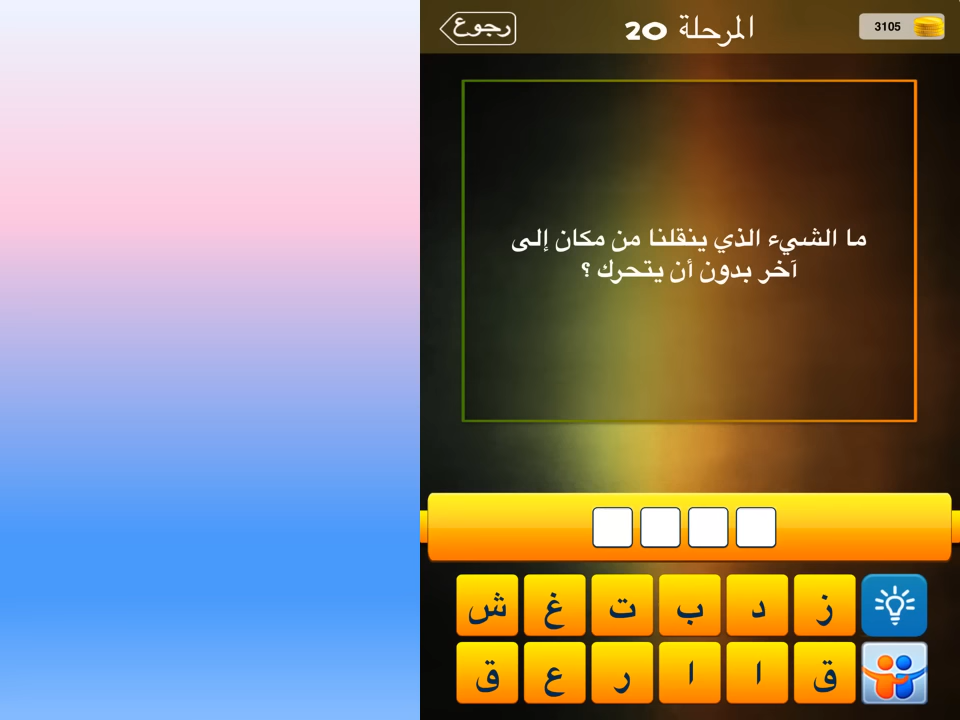 رجوع المرحلة 20 3105
ما الشيء الذي ينقلنا من مكان إلى
آخر بدون أن يتحرك ؟
ز د ب ت غ ش
ق ا ا ر ع ق